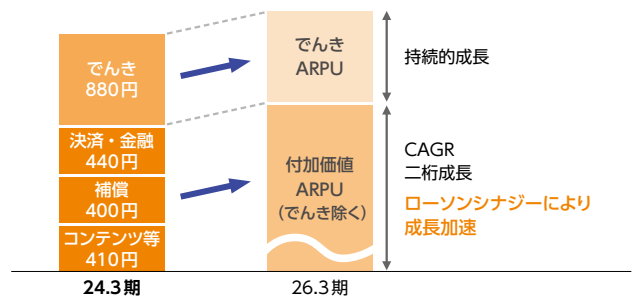 でんき
880円
決済・金融
440円
補償
400円
コンテンツ等
410円
24.3期
でんき
ARPU
付加価値
ARPU
（でんき除く）
26.3期
持続的成長
CAGR
二桁成長
ローソンシナジーにより
成長加速